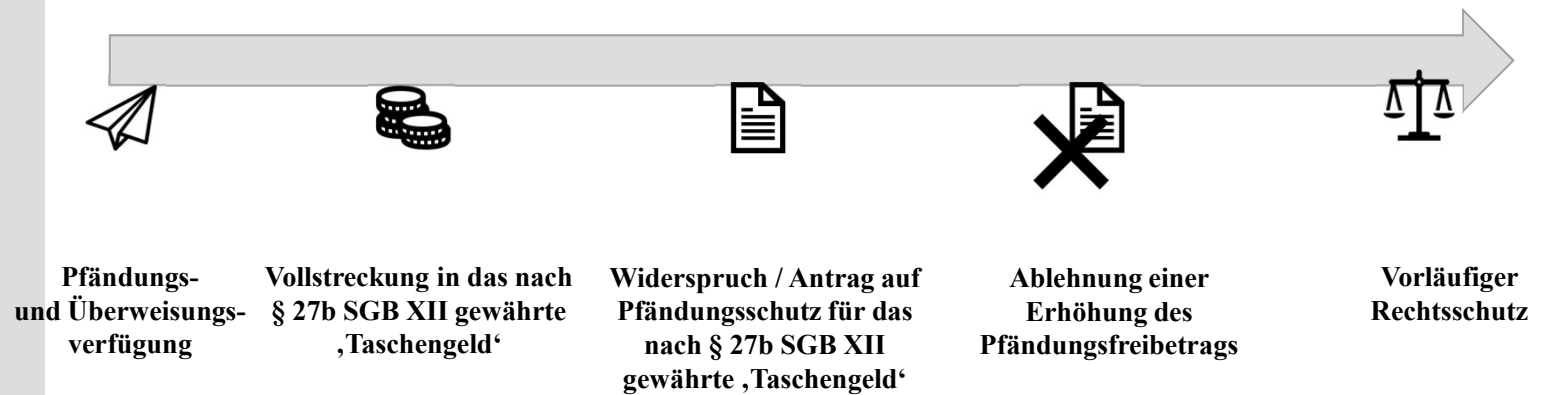 Pfändungs-
und Überweisungs-
verfügung
Vollstreckung in das nach
§ 27b SGB XII gewährte
‚Taschengeld‘
Widerspruch / Antrag auf
Pfändungsschutz für das
nach § 27b SGB XII
gewährte ‚Taschengeld‘
Ablehnung einer
Erhöhung des
Pfändungsfreibetrags
Vorläufiger
Rechtsschutz